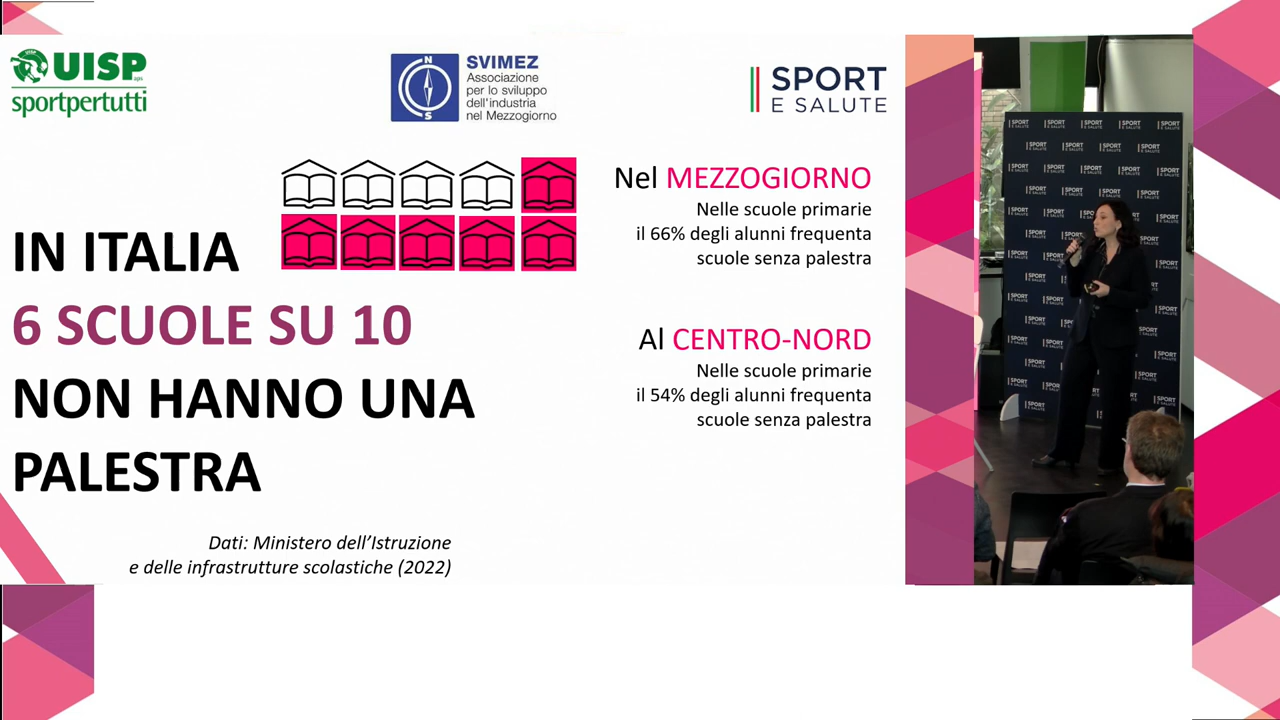 UISP
sportpertutti
SVIMEZ
Associazione
per lo sviluppo
dell'industria
nel Mezzogiorno
N
S
SPORT
E SALUTE
IN ITALIA
6 SCUOLE SU 10
NON HANNO UNA
PALESTRA
Dati: Ministero dell'Istruzione
e delle infrastrutture scolastiche (2022)
Nel MEZZOGIORNO
Nelle scuole primarie
il 66% degli alunni frequenta
scuole senza palestra
Al CENTRO-NORD
Nelle scuole primarie
il 54% degli alunni frequenta
scuole senza palestra
SPORT
E SALUTE